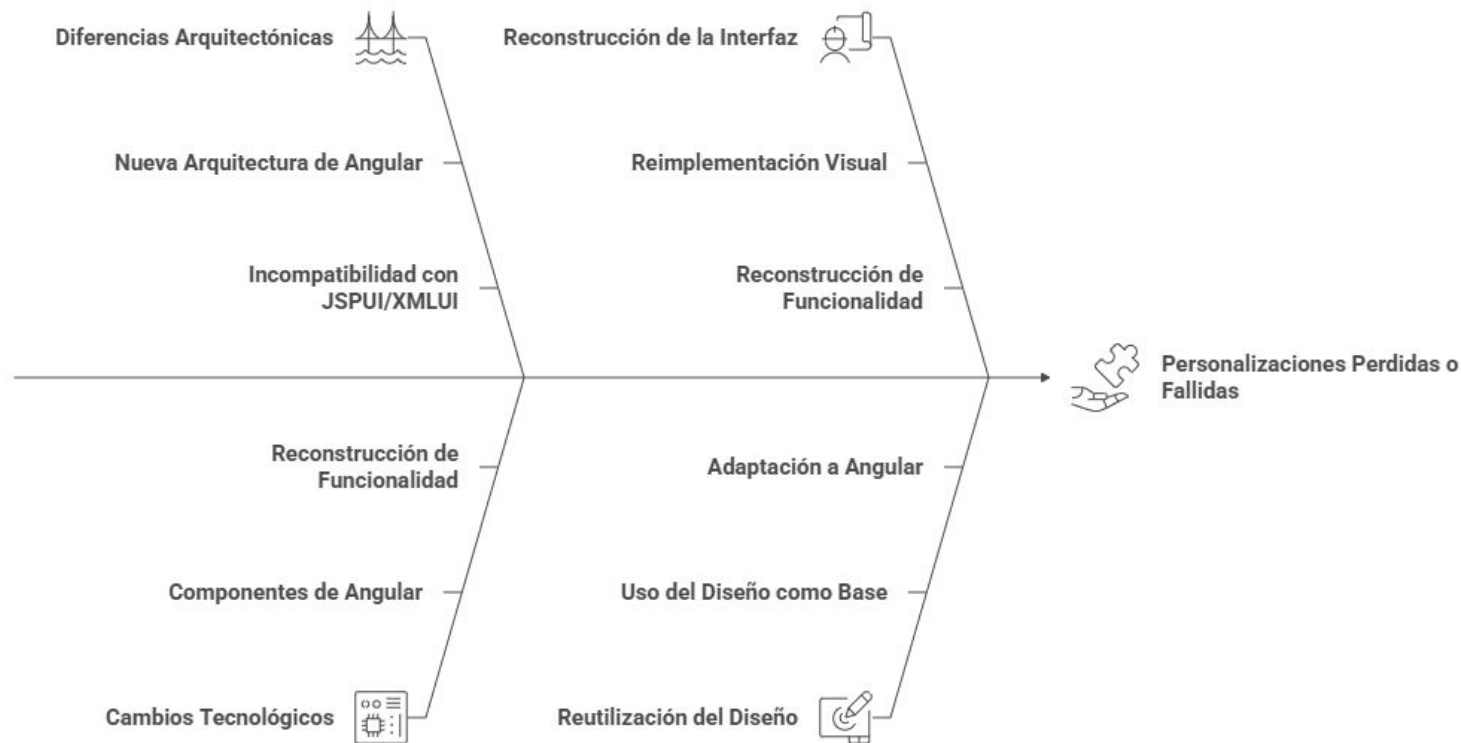 Diferencias Arquitectónicas
Reconstrucción de la Interfaz
Nueva Arquitectura de Angular
Reimplementación Visual
Incompatibilidad con
JSPUI/XMLUI
Reconstrucción de
Funcionalidad
Personalizaciones Perdidas o
Fallidas
Reconstrucción de
Funcionalidad
Adaptación a Angular
Componentes de Angular
Uso del Diseño como Base
Cambios Tecnológicos
Reutilización del Diseño